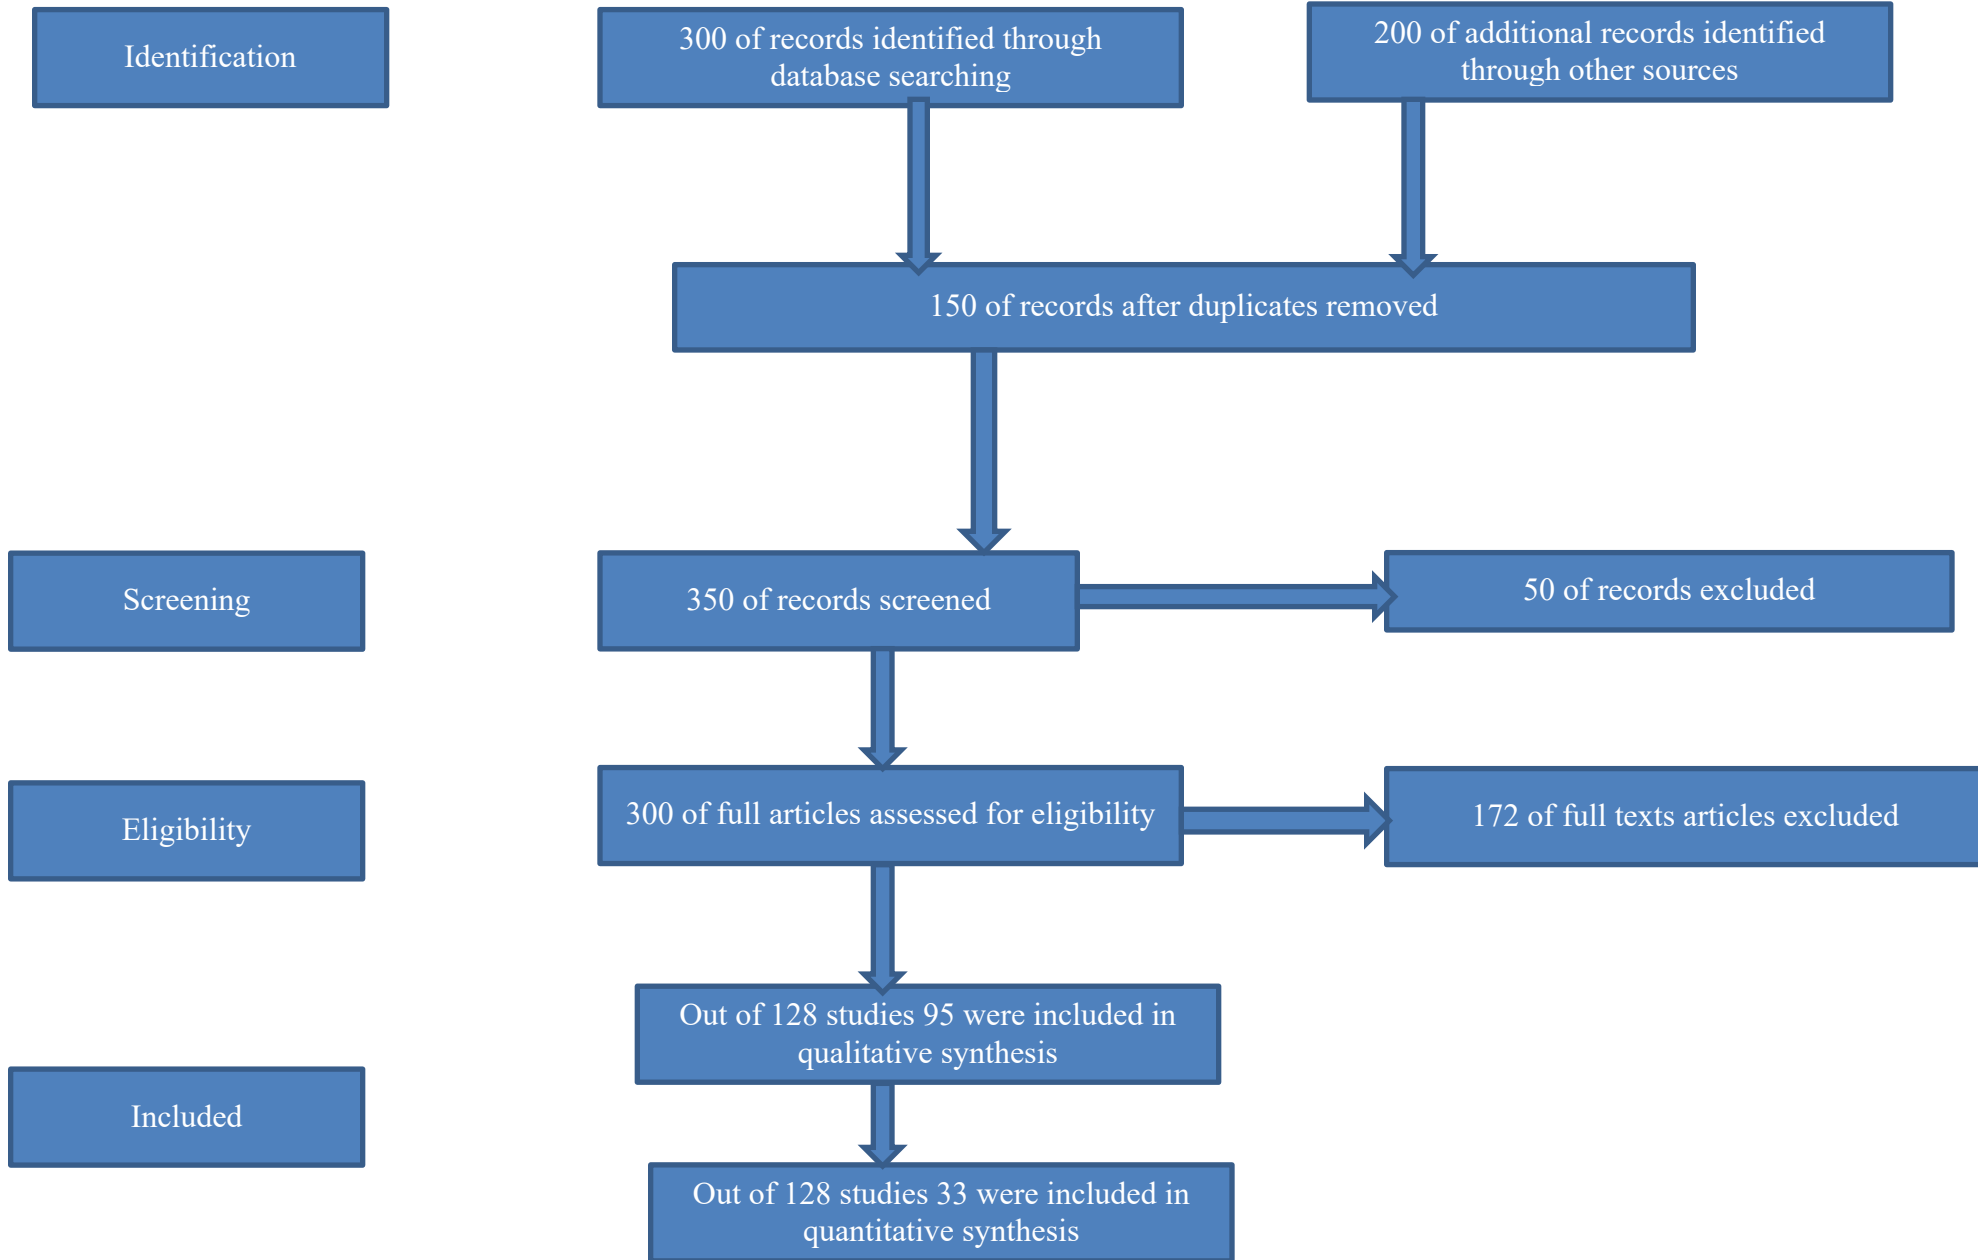 Identification
300 of records identified through
database searching
200 of additional records identified
through other sources
150 of records after duplicates removed
Screening
350 of records screened
50 of records excluded
Eligibility
300 of full articles assessed for eligibility
172 of full texts articles excluded
Out of 128 studies 95 were included in
qualitative synthesis
Included
Out of 128 studies 33 were included in
quantitative synthesis